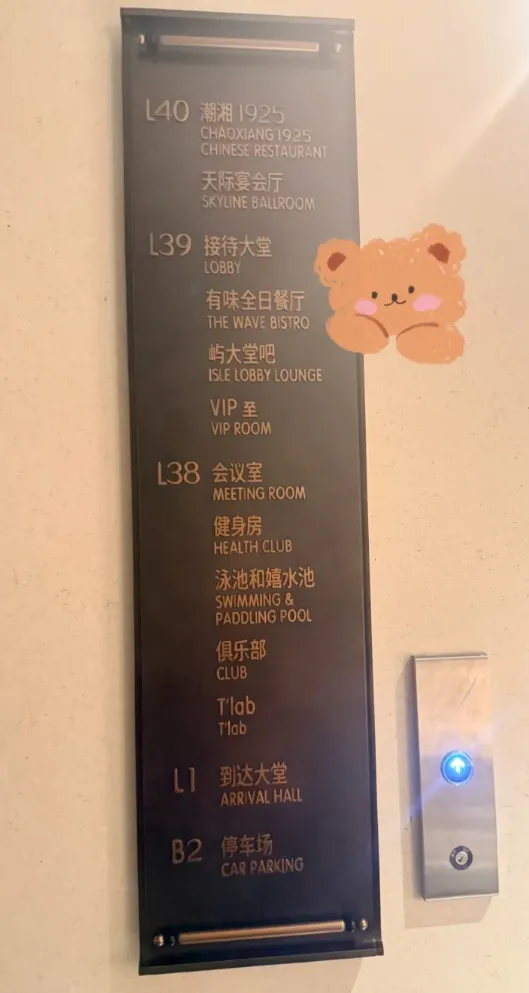 L40 潮湘 1925
CHAOXIANG 1925
CHINESE RESTAURANT
天际宴会厅
SKYLINE BALLROOM
L39 接待大堂
LOBBY
有味全日餐厅
THE WAVE BISTRO
屿大堂吧
ISLE LOBBY LOUNGE
VIP 至
VIP ROOM
L38 会议室
MEETING ROOM
健身房
HEALTH CLUB
泳池和嬉水池
SWIMMING &
PADDLING POOL
俱乐部
CLUB
T'lab
T'lab
L1 到达大堂
ARRIVAL HALL
B2 停车场
CAR PARKING